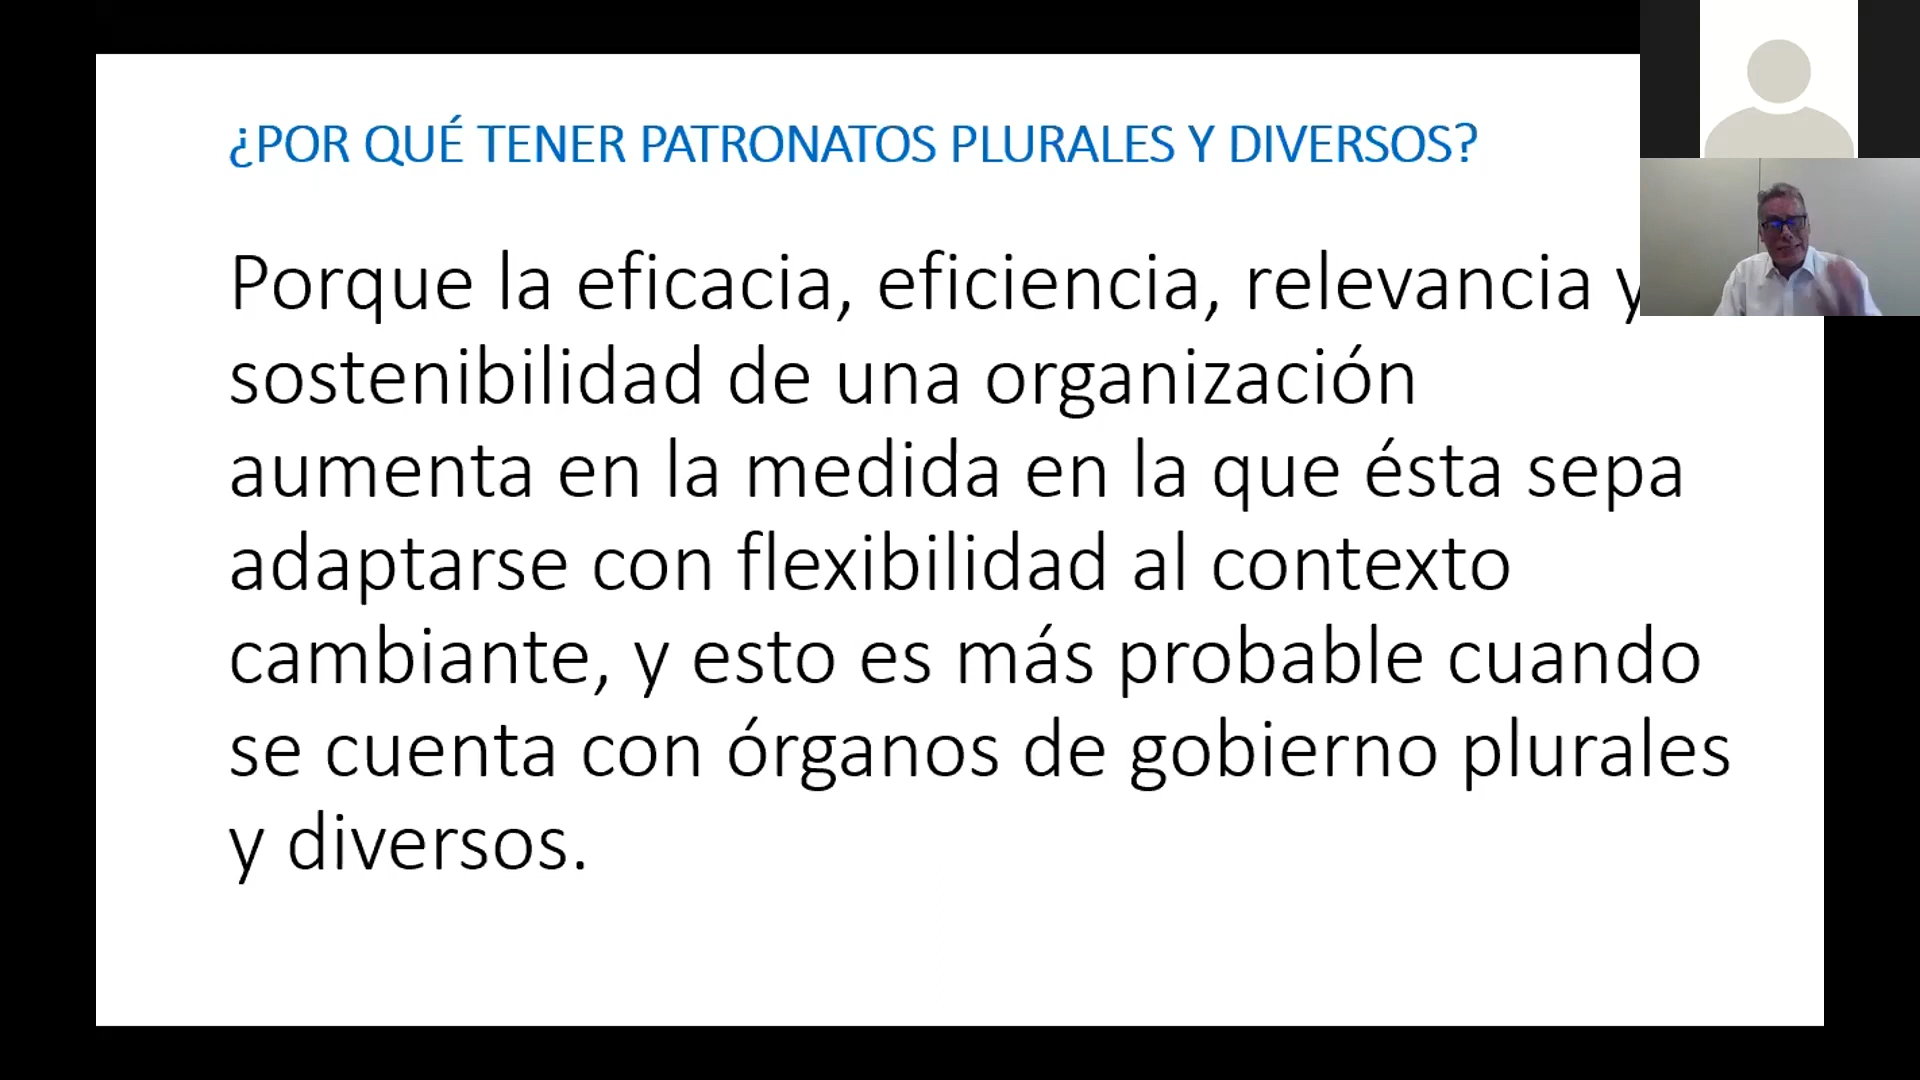 ¿POR QUÉ TENER PATRONATOS PLURALES Y DIVERSOS?
Porque la eficacia, eficiencia, relevancia y
sostenibilidad de una organización
aumenta en la medida en la que ésta sepa
adaptarse con flexibilidad al contexto
cambiante, y esto es más probable cuando
se cuenta con órganos de gobierno plurales
y diversos.